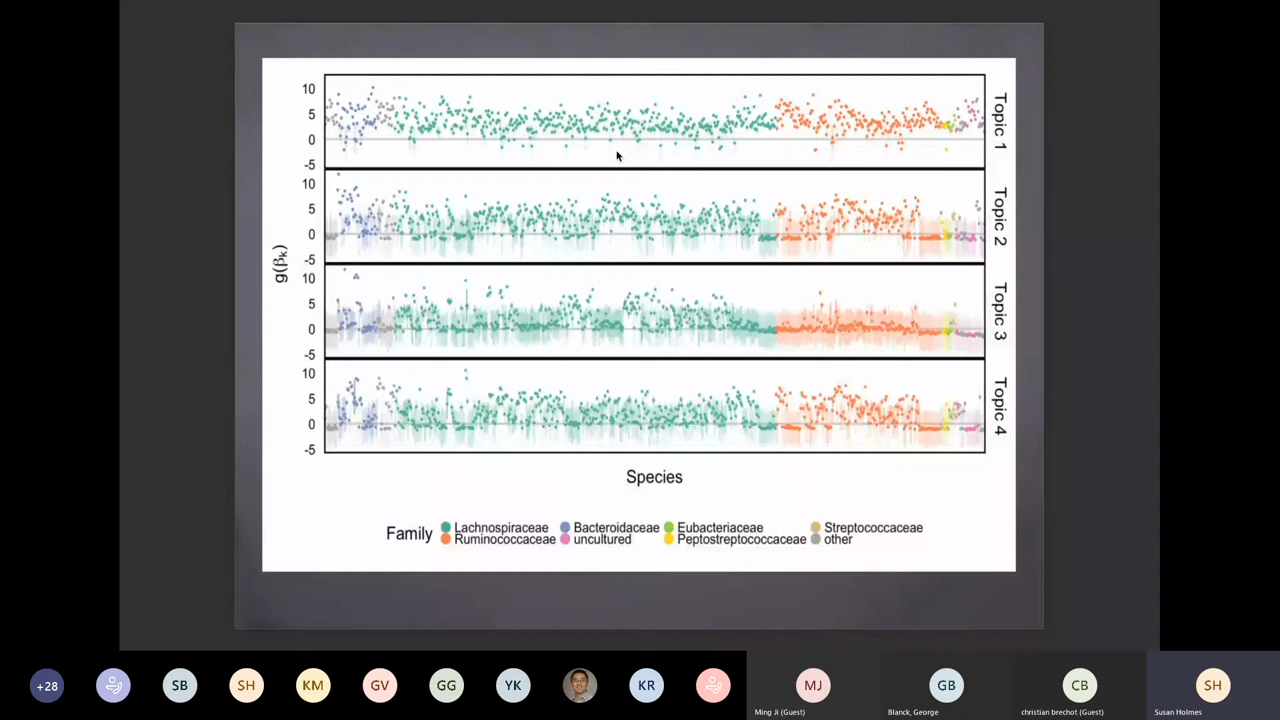 10
5
0
-5
Topic 1
10
5
0
-5
Topic 2
g(βₖ)
10
5
0
-5
Topic 3
10
5
0
-5
Topic 4
Species
Family
Lachnospiraceae Bacteroidaceae Eubacteriaceae Streptococcaceae
Ruminococcaceae uncultured Peptostreptococcaceae other
+28 SB SH KM GV GG YK KR MJ GB CB SH
Ming Ji (Guest) Blanck, George christian brechot (Guest) Susan Holmes